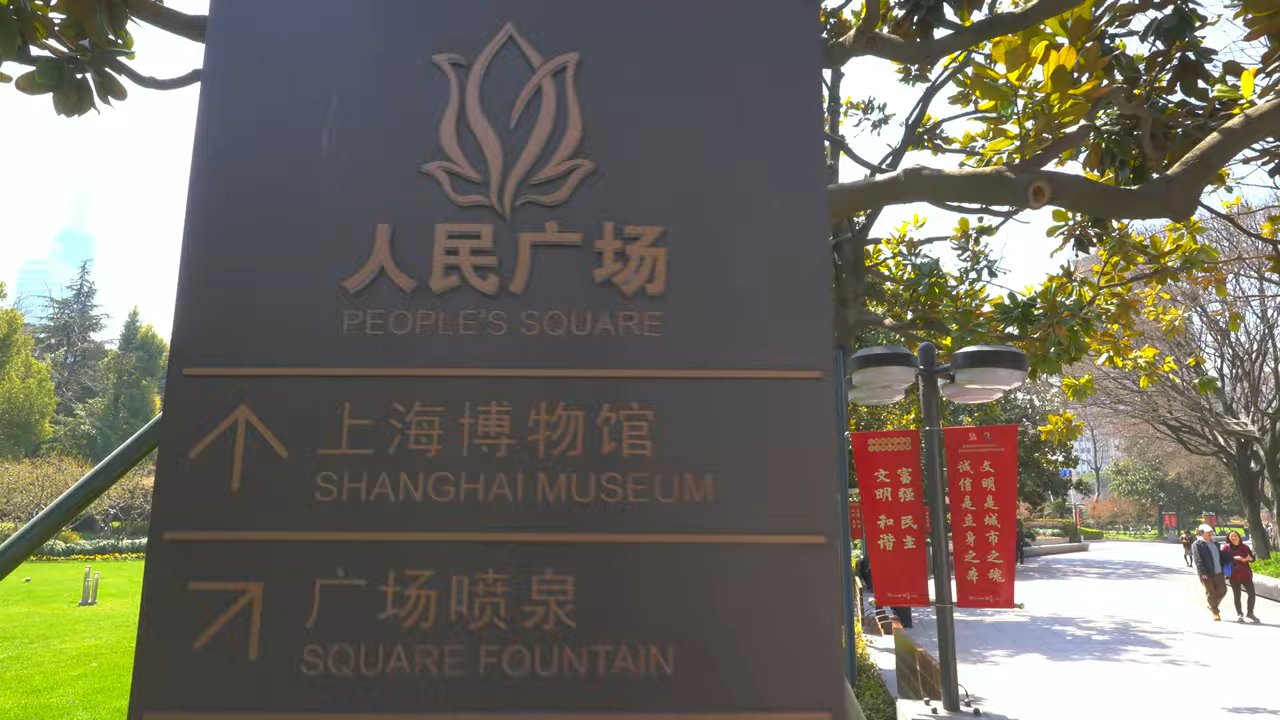 人民广场
PEOPLE'S SQUARE
上海博物馆
SHANGHAI MUSEUM
广场喷泉
SQUARE FOUNTAIN
富强 民主
文明 和谐
文明是城市之魂
诚信是立身之本